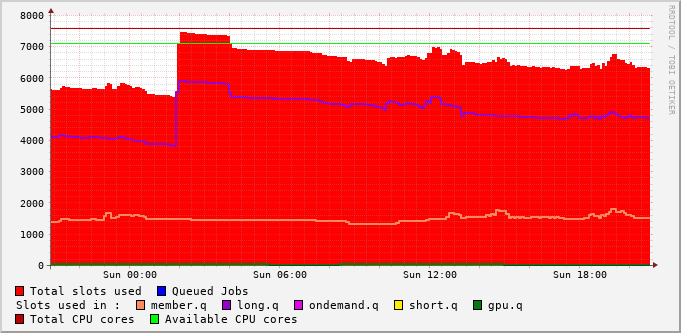 8000
7000
6000
5000
4000
3000
2000
1000
0
Sun 00:00 Sun 06:00 Sun 12:00 Sun 18:00
RRDTOOL / TOBI OETIKER
Total slots used Queued Jobs
Slots used in : member.q long.q ondemand.q short.q gpu.q
Total CPU cores Available CPU cores